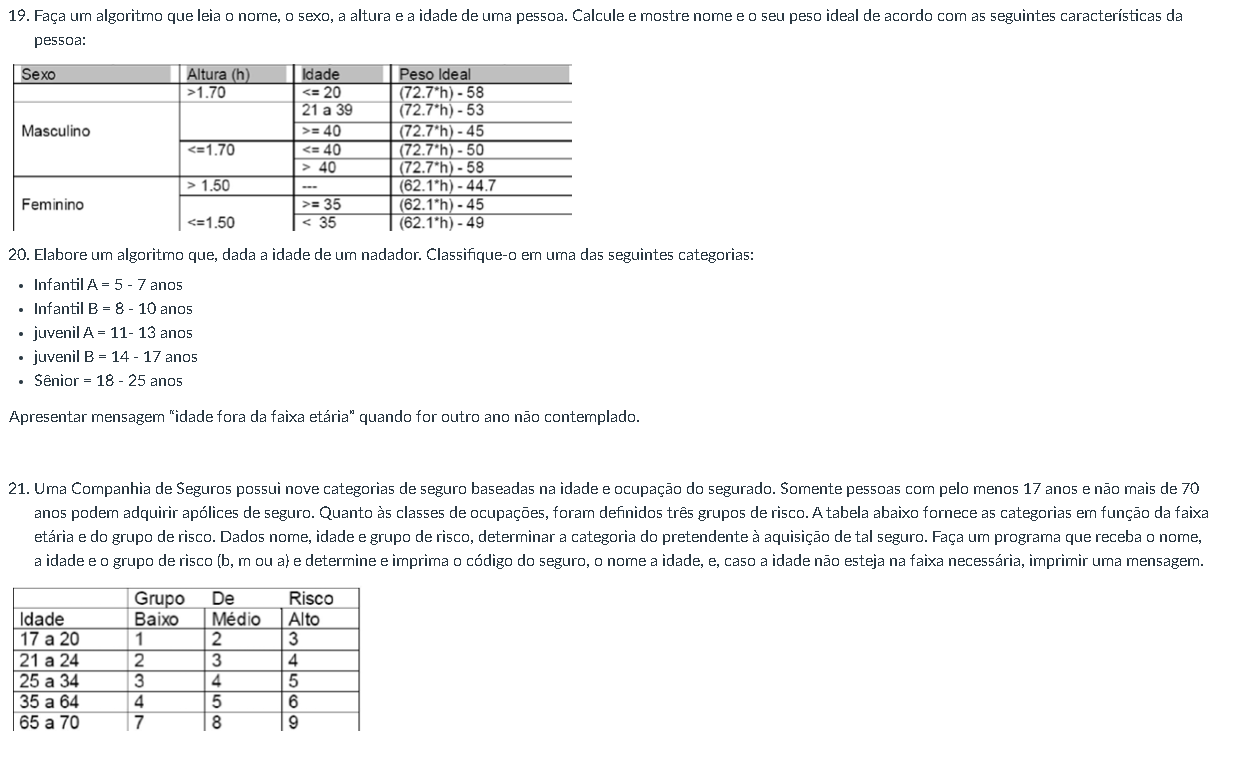 19. Faça um algoritmo que leia o nome, o sexo, a altura e a idade de uma pessoa. Calcule e mostre nome e o seu peso ideal de acordo com as seguintes características da
pessoa:
Sexo Altura (h) Idade Peso Ideal
>1.70 <= 20 (72.7*h) - 58
21 a 39 (72.7*h) - 53
Masculino >= 40 (72.7*h) - 45
<=1.70 <= 40 (72.7*h) - 50
> 40 (72.7*h) - 58
> 1.50 --- (62.1*h) - 44.7
Feminino >= 35 (62.1*h) - 45
<=1.50 < 35 (62.1*h) - 49
20. Elabore um algoritmo que, dada a idade de um nadador. Classifique-o em uma das seguintes categorias:
• Infantil A = 5 - 7 anos
• Infantil B = 8 - 10 anos
• juvenil A = 11- 13 anos
• juvenil B = 14 - 17 anos
• Sênior = 18 - 25 anos
Apresentar mensagem “idade fora da faixa etária” quando for outro ano não contemplado.
21. Uma Companhia de Seguros possui nove categorias de seguro baseadas na idade e ocupação do segurado. Somente pessoas com pelo menos 17 anos e não mais de 70
anos podem adquirir apólices de seguro. Quanto às classes de ocupações, foram definidos três grupos de risco. A tabela abaixo fornece as categorias em função da faixa
etária e do grupo de risco. Dados nome, idade e grupo de risco, determinar a categoria do pretendente à aquisição de tal seguro. Faça um programa que receba o nome,
a idade e o grupo de risco (b, m ou a) e determine e imprima o código do seguro, o nome a idade, e, caso a idade não esteja na faixa necessária, imprimir uma mensagem.
Grupo De Risco
Idade Baixo Médio Alto
17 a 20 1 2 3
21 a 24 2 3 4
25 a 34 3 4 5
35 a 64 4 5 6
65 a 70 7 8 9